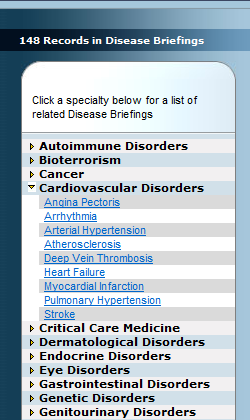 148 Records in Disease Briefings
Click a specialty below for a list of
related Disease Briefings
Autoimmune Disorders
Bioterrorism
Cancer
Cardiovascular Disorders
Angina Pectoris
Arrhythmia
Arterial Hypertension
Atherosclerosis
Deep Vein Thrombosis
Heart Failure
Myocardial Infarction
Pulmonary Hypertension
Stroke
Critical Care Medicine
Dermatological Disorders
Endocrine Disorders
Eye Disorders
Gastrointestinal Disorders
Genetic Disorders
Genitourinary Disorders